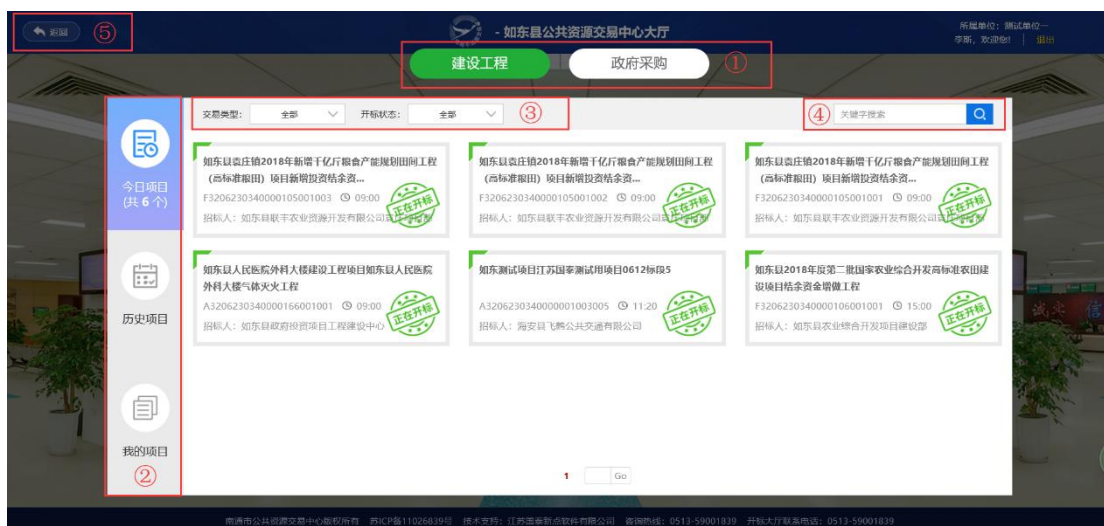 返回
⑤
- 如东县公共资源交易中心大厅
所属单位：测试单位一
李昕，欢迎您！ | 退出
建设工程
政府采购
①
今日项目
(共 6 个)
历史项目
我的项目
②
交易类型：
全部
开标状态：
全部
③
④
关键字搜索
如东县袁庄镇2018年新增千亿斤粮食产能规划田间工程
（高标准粮田）项目新增投资结余资...
F3206230340000105001003 09:00
招标人：如东县联丰农业资源开发有限公司
正在开标
如东县袁庄镇2018年新增千亿斤粮食产能规划田间工程
（高标准粮田）项目新增投资结余资...
F3206230340000105001002 09:00
招标人：如东县联丰农业资源开发有限公司
正在开标
如东县袁庄镇2018年新增千亿斤粮食产能规划田间工程
（高标准粮田）项目新增投资结余资...
F3206230340000105001001 09:00
招标人：如东县联丰农业资源开发有限公司
正在开标
如东县人民医院外科大楼建设工程项目如东县人民医院
外科大楼气体灭火工程
A3206230340000166001001 09:00
招标人：如东县政府投资项目工程建设中心
正在开标
如东测试项目江苏国泰测试用项目0612标段5
A3206230340000001003005 11:20
招标人：海安县飞鹏公共交通有限公司
正在开标
如东县2018年度第二批国家农业综合开发高标准农田建
设项目结余资金增做工程
F3206230340000106001001 15:00
招标人：如东县农业综合开发项目建设部
正在开标
诚实 信
1
Go
南通市公共资源交易中心版权所有 苏ICP备11026839号 技术支持：江苏国泰新点软件有限公司 咨询热线：0513-59001839 开标大厅联系电话：0513-59001839